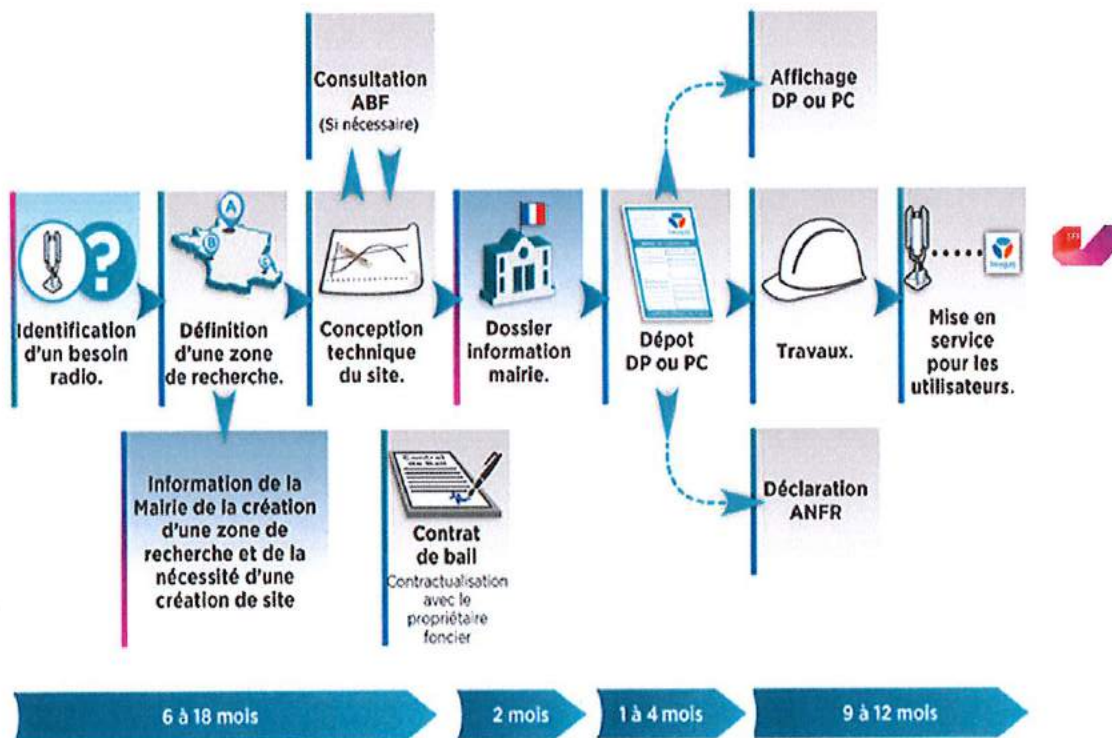 Consultation
ABF
(Si nécessaire)
Affichage
DP ou PC
A
B
Identification
d'un besoin
radio.
Définition
d'une zone
de recherche.
Conception
technique
du site.
Dossier
information
mairie.
Dépot
DP ou PC
Travaux.
Mise en
service
pour les
utilisateurs.
Information de la
Mairie de la création
d'une zone de
recherche et de la
nécessité d'une
création de site
Contrat
de Bail
Contrat
de bail
Contractualisation
avec le
propriétaire
foncier
Déclaration
ANFR
6 à 18 mois
2 mois
1 à 4 mois
9 à 12 mois